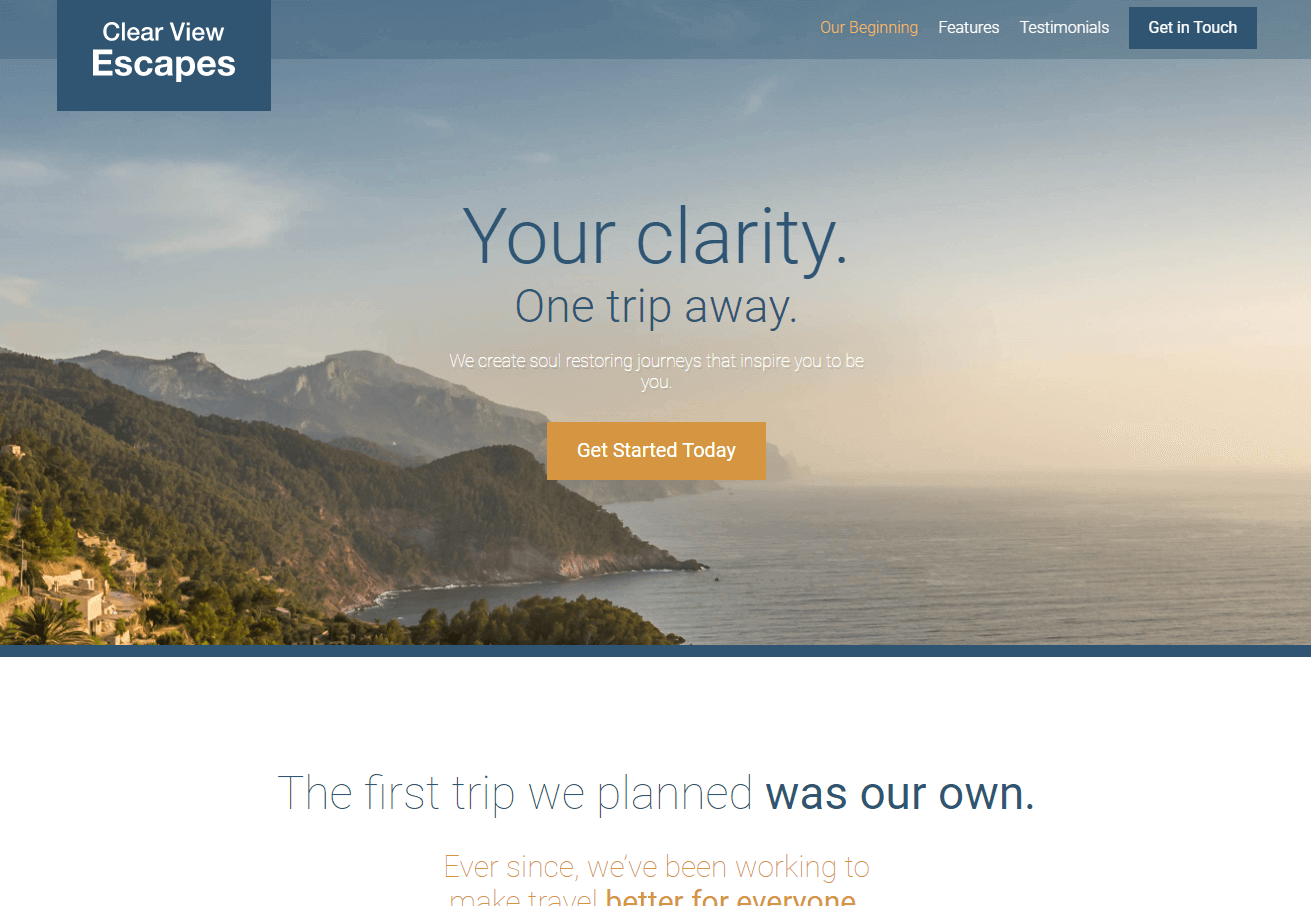 Clear View
Escapes
Our Beginning Features Testimonials Get in Touch
Your clarity.
One trip away.
We create soul restoring journeys that inspire you to be
you.
Get Started Today
The first trip we planned was our own.
Ever since, we’ve been working to
make travel better for everyone.